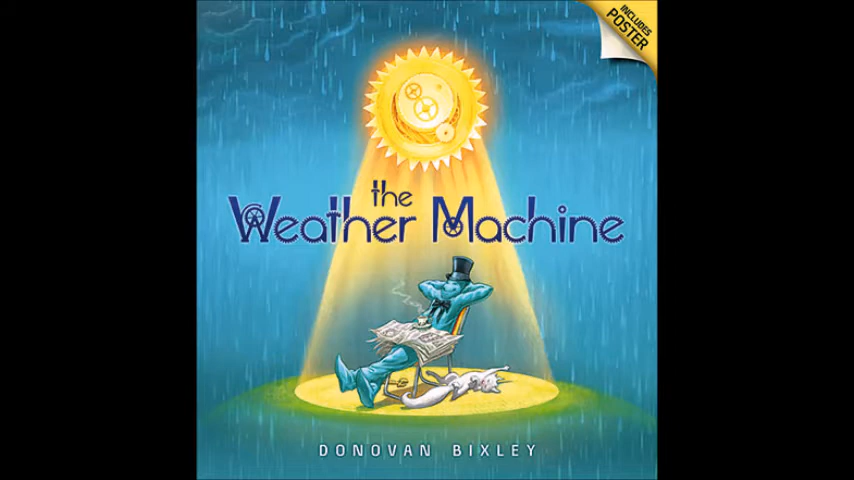 INCLUDES
POSTER
the
Weather Machine
DONOVAN BIXLEY